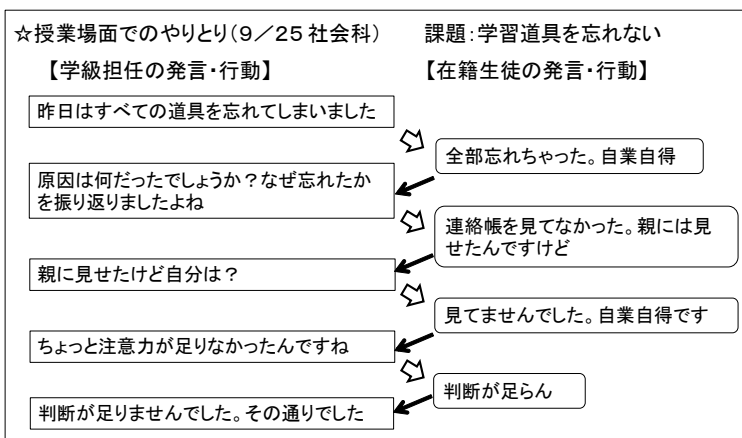 ☆授業場面でのやりとり(9/25 社会科)　課題:学習道具を忘れない
【学級担任の発言・行動】　【在籍生徒の発言・行動】
昨日はすべての道具を忘れてしまいました
全部忘れちゃった。自業自得
原因は何だったでしょうか?なぜ忘れたか
を振り返りましたよね
連絡帳を見てなかった。親には見
せたんですけど
親に見せたけど自分は?
見てませんでした。自業自得です
ちょっと注意力が足りなかったんですね
判断が足らん
判断が足りませんでした。その通りでした